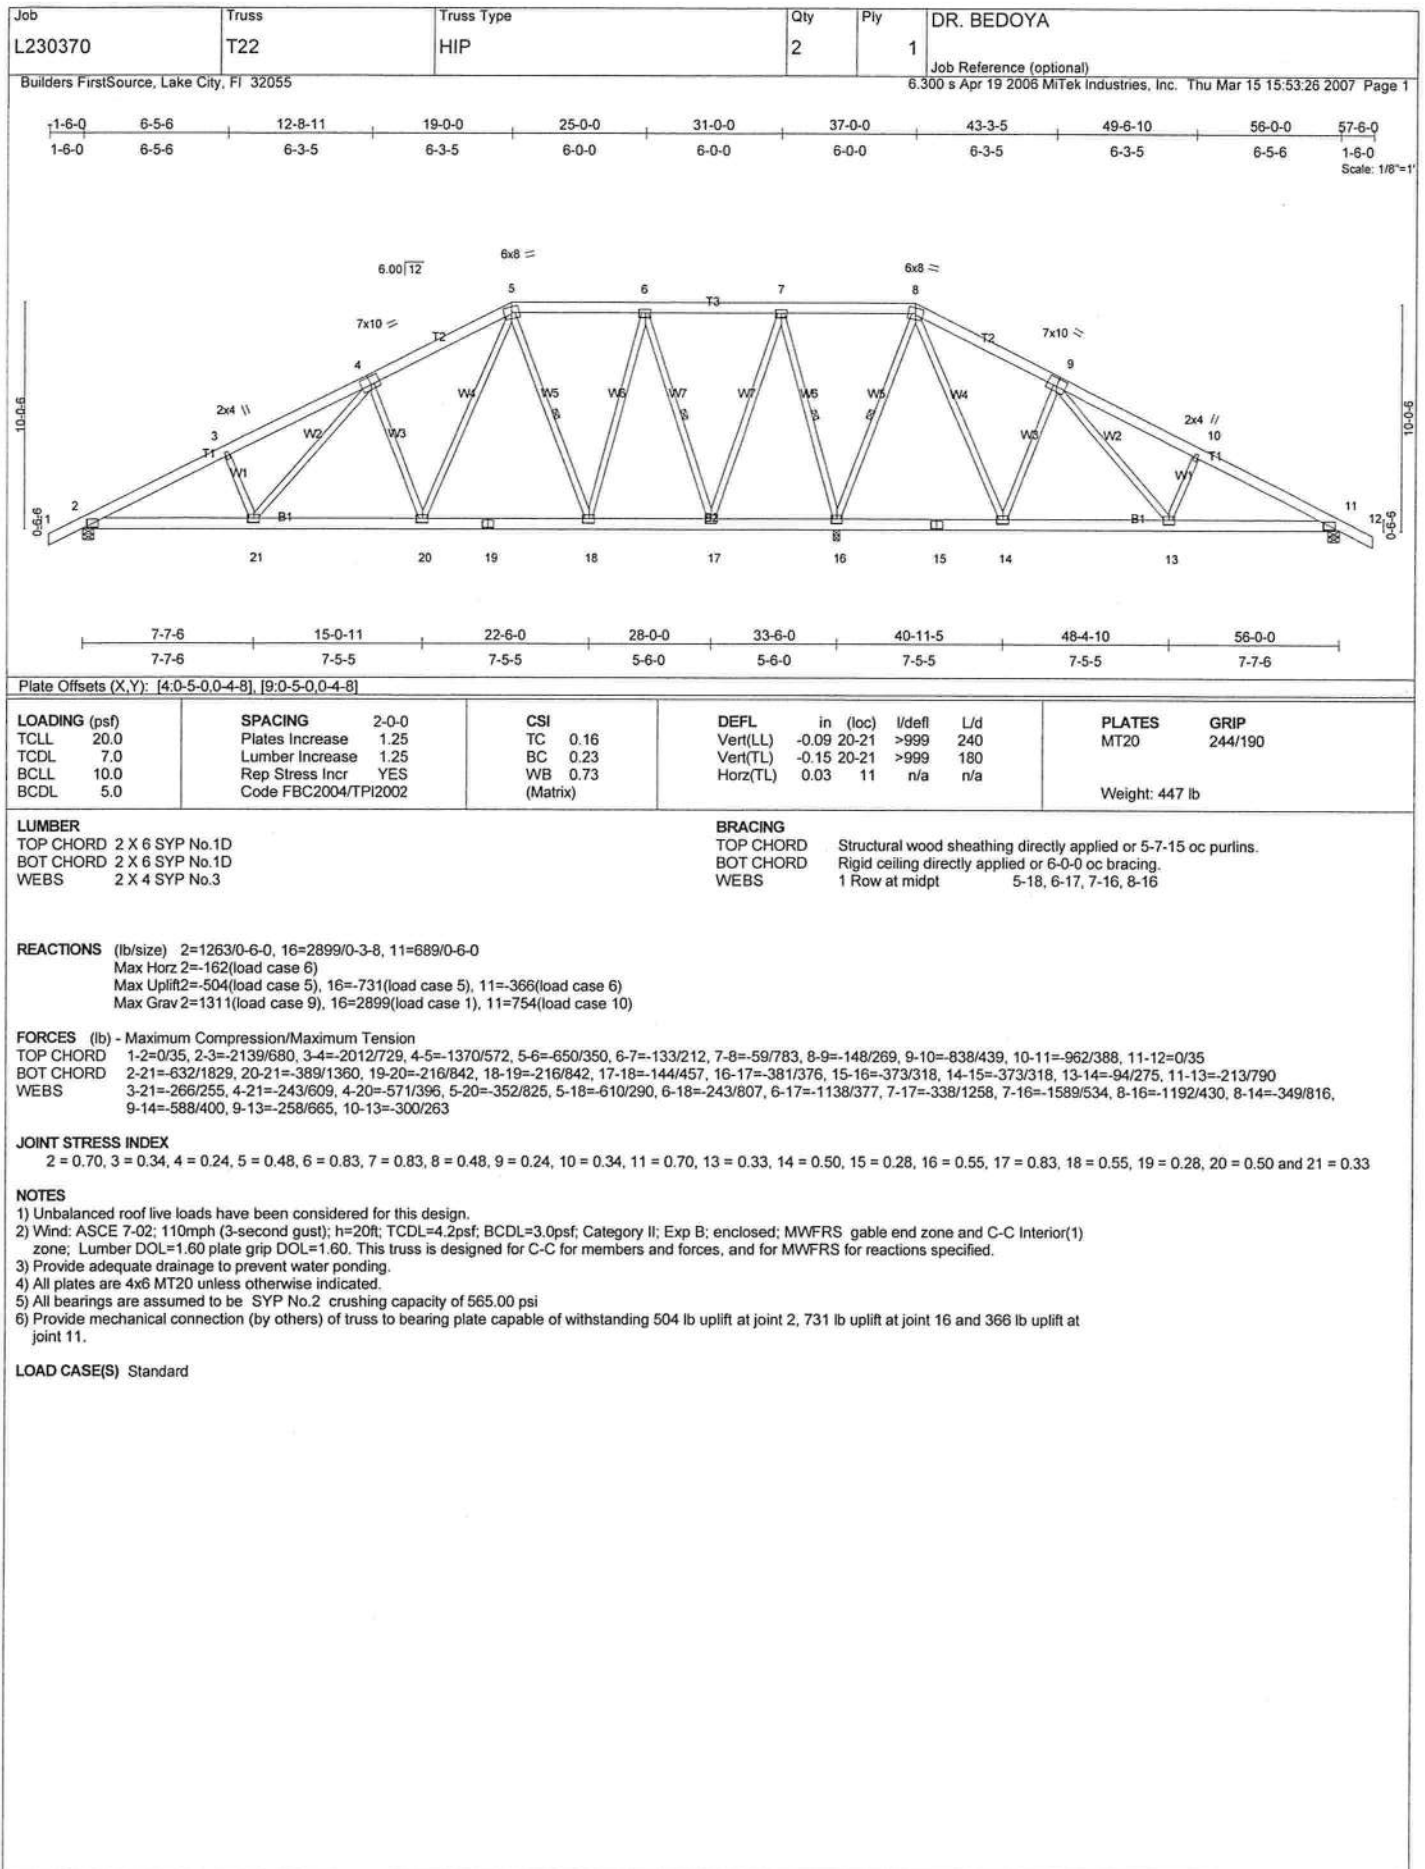 Job Truss Truss Type Qty Ply DR. BEDOYA
L230370 T22 HIP 2 1
Job Reference (optional)
Builders FirstSource, Lake City, Fl 32055 6.300 s Apr 19 2006 MiTek Industries, Inc. Thu Mar 15 15:53:26 2007 Page 1
-1-6-0 6-5-6 12-8-11 19-0-0 25-0-0 31-0-0 37-0-0 43-3-5 49-6-10 56-0-0 57-6-0
1-6-0 6-5-6 6-3-5 6-3-5 6-0-0 6-0-0 6-0-0 6-3-5 6-3-5 6-5-6 1-6-0
Scale: 1/8"=1'
6x8 = 6x8 =
6.00 12
5 6 7 8
T3
7x10 = T2 T2 7x10 =
4 9
W4 W5 W6 W7 W7 W6 W5 W4
10-0-6 10-0-6
2x4 \\ 2x4 //
3 W2 W3 W3 W2 10
T1 W1 W1 T1
2 11
0-6-6 1 B1 B2 B1 12 0-6-6
21 20 19 18 17 16 15 14 13
7-7-6 15-0-11 22-6-0 28-0-0 33-6-0 40-11-5 48-4-10 56-0-0
7-7-6 7-5-5 7-5-5 5-6-0 5-6-0 7-5-5 7-5-5 7-7-6
Plate Offsets (X,Y): [4:0-5-0,0-4-8], [9:0-5-0,0-4-8]
LOADING (psf) SPACING 2-0-0 CSI DEFL in (loc) l/defl L/d PLATES GRIP
TCLL 20.0 Plates Increase 1.25 TC 0.16 Vert(LL) -0.09 20-21 >999 240 MT20 244/190
TCDL 7.0 Lumber Increase 1.25 BC 0.23 Vert(TL) -0.15 20-21 >999 180
BCLL 10.0 Rep Stress Incr YES WB 0.73 Horz(TL) 0.03 11 n/a n/a
BCDL 5.0 Code FBC2004/TPI2002 (Matrix) Weight: 447 lb
LUMBER
TOP CHORD 2 X 6 SYP No.1D
BOT CHORD 2 X 6 SYP No.1D
WEBS 2 X 4 SYP No.3
BRACING
TOP CHORD Structural wood sheathing directly applied or 5-7-15 oc purlins.
BOT CHORD Rigid ceiling directly applied or 6-0-0 oc bracing.
WEBS 1 Row at midpt 5-18, 6-17, 7-16, 8-16
REACTIONS (lb/size) 2=1263/0-6-0, 16=2899/0-3-8, 11=689/0-6-0
Max Horz 2=-162(load case 6)
Max Uplift2=-504(load case 5), 16=-731(load case 5), 11=-366(load case 6)
Max Grav 2=1311(load case 9), 16=2899(load case 1), 11=754(load case 10)
FORCES (lb) - Maximum Compression/Maximum Tension
TOP CHORD 1-2=0/35, 2-3=-2139/680, 3-4=-2012/729, 4-5=-1370/572, 5-6=-650/350, 6-7=-133/212, 7-8=-59/783, 8-9=-148/269, 9-10=-838/439, 10-11=-962/388, 11-12=0/35
BOT CHORD 2-21=-632/1829, 20-21=-389/1360, 19-20=-216/842, 18-19=-216/842, 17-18=-144/457, 16-17=-381/376, 15-16=-373/318, 14-15=-373/318, 13-14=-94/275, 11-13=-213/790
WEBS 3-21=-266/255, 4-21=-243/609, 4-20=-571/396, 5-20=-352/825, 5-18=-610/290, 6-18=-243/807, 6-17=-1138/377, 7-17=-338/1258, 7-16=-1589/534, 8-16=-1192/430, 8-14=-349/816,
9-14=-588/400, 9-13=-258/665, 10-13=-300/263
JOINT STRESS INDEX
2 = 0.70, 3 = 0.34, 4 = 0.24, 5 = 0.48, 6 = 0.83, 7 = 0.83, 8 = 0.48, 9 = 0.24, 10 = 0.34, 11 = 0.70, 13 = 0.33, 14 = 0.50, 15 = 0.28, 16 = 0.55, 17 = 0.83, 18 = 0.55, 19 = 0.28, 20 = 0.50 and 21 = 0.33
NOTES
1) Unbalanced roof live loads have been considered for this design.
2) Wind: ASCE 7-02; 110mph (3-second gust); h=20ft; TCDL=4.2psf; BCDL=3.0psf; Category II; Exp B; enclosed; MWFRS gable end zone and C-C Interior(1)
zone; Lumber DOL=1.60 plate grip DOL=1.60. This truss is designed for C-C for members and forces, and for MWFRS for reactions specified.
3) Provide adequate drainage to prevent water ponding.
4) All plates are 4x6 MT20 unless otherwise indicated.
5) All bearings are assumed to be SYP No.2 crushing capacity of 565.00 psi
6) Provide mechanical connection (by others) of truss to bearing plate capable of withstanding 504 lb uplift at joint 2, 731 lb uplift at joint 16 and 366 lb uplift at
joint 11.
LOAD CASE(S) Standard